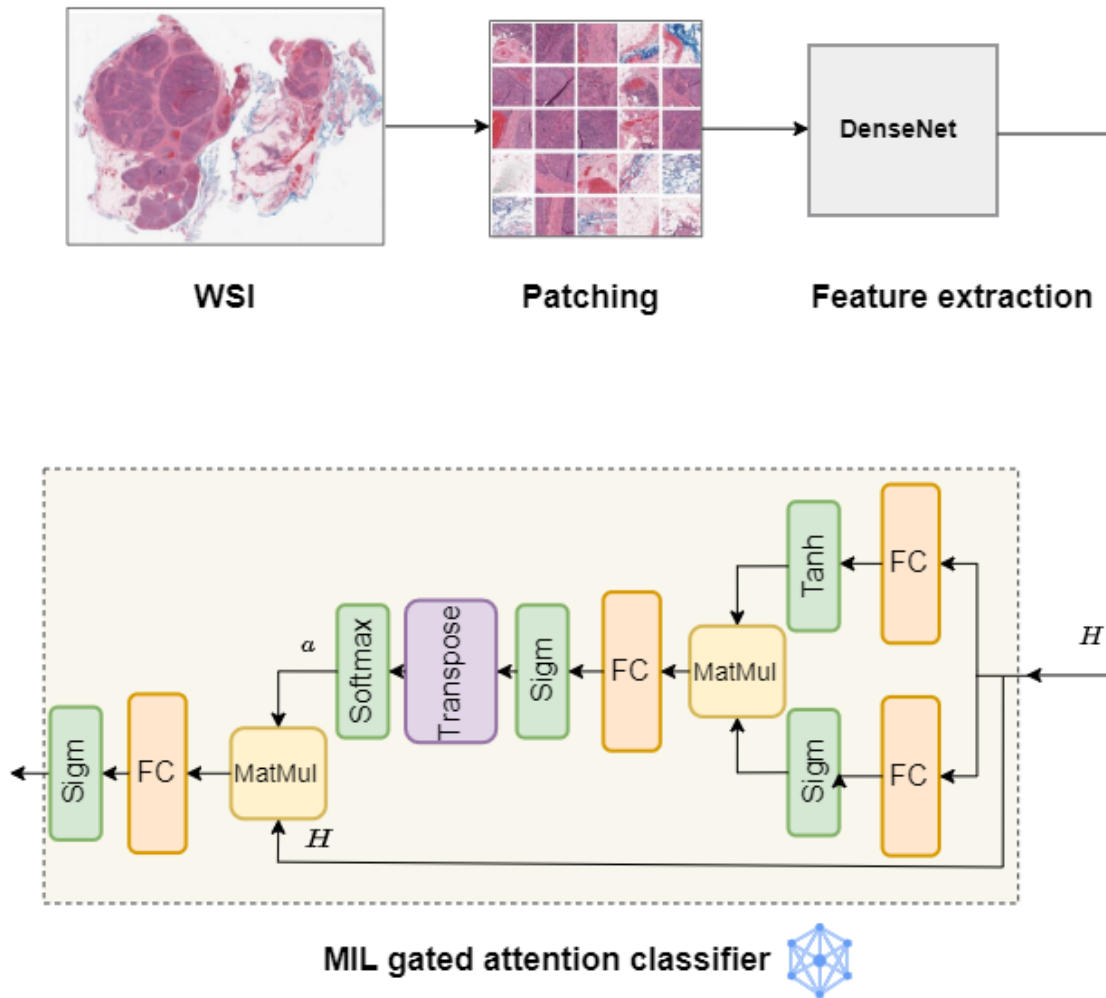 DenseNet
WSI
Patching
Feature extraction
Tanh
FC
H
a
Softmax
Transpose
Sigm
FC
MatMul
Sigm
FC
Sigm
FC
MatMul
H
MIL gated attention classifier